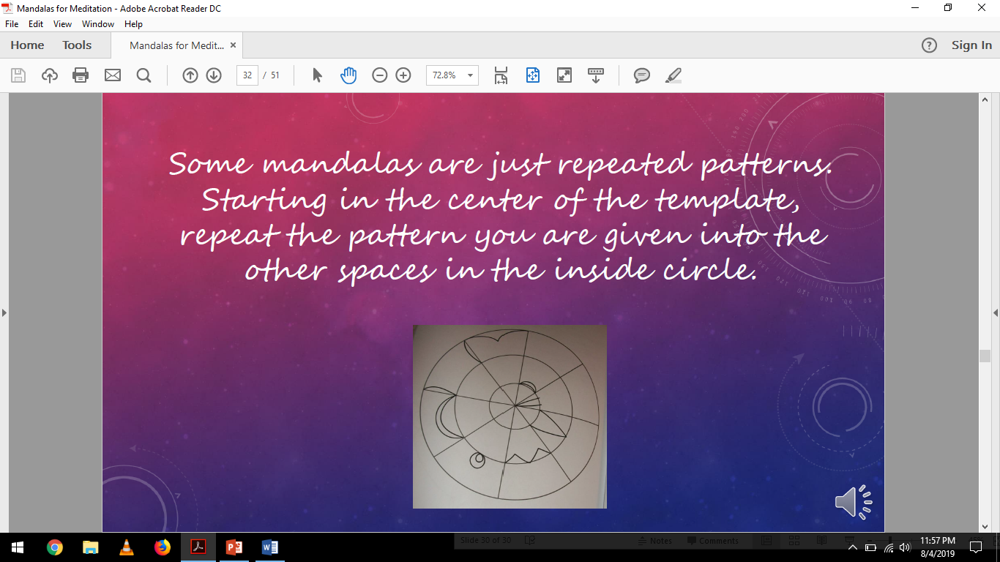 Mandalas for Meditation - Adobe Acrobat Reader DC
File Edit View Window Help
Home Tools Mandalas for Medit... × ? Sign In
32 / 51 72.8%
Some mandalas are just repeated patterns.
Starting in the center of the template,
repeat the pattern you are given into the
other spaces in the inside circle.
Slide 30 of 30 Notes Comments
11:57 PM
8/4/2019